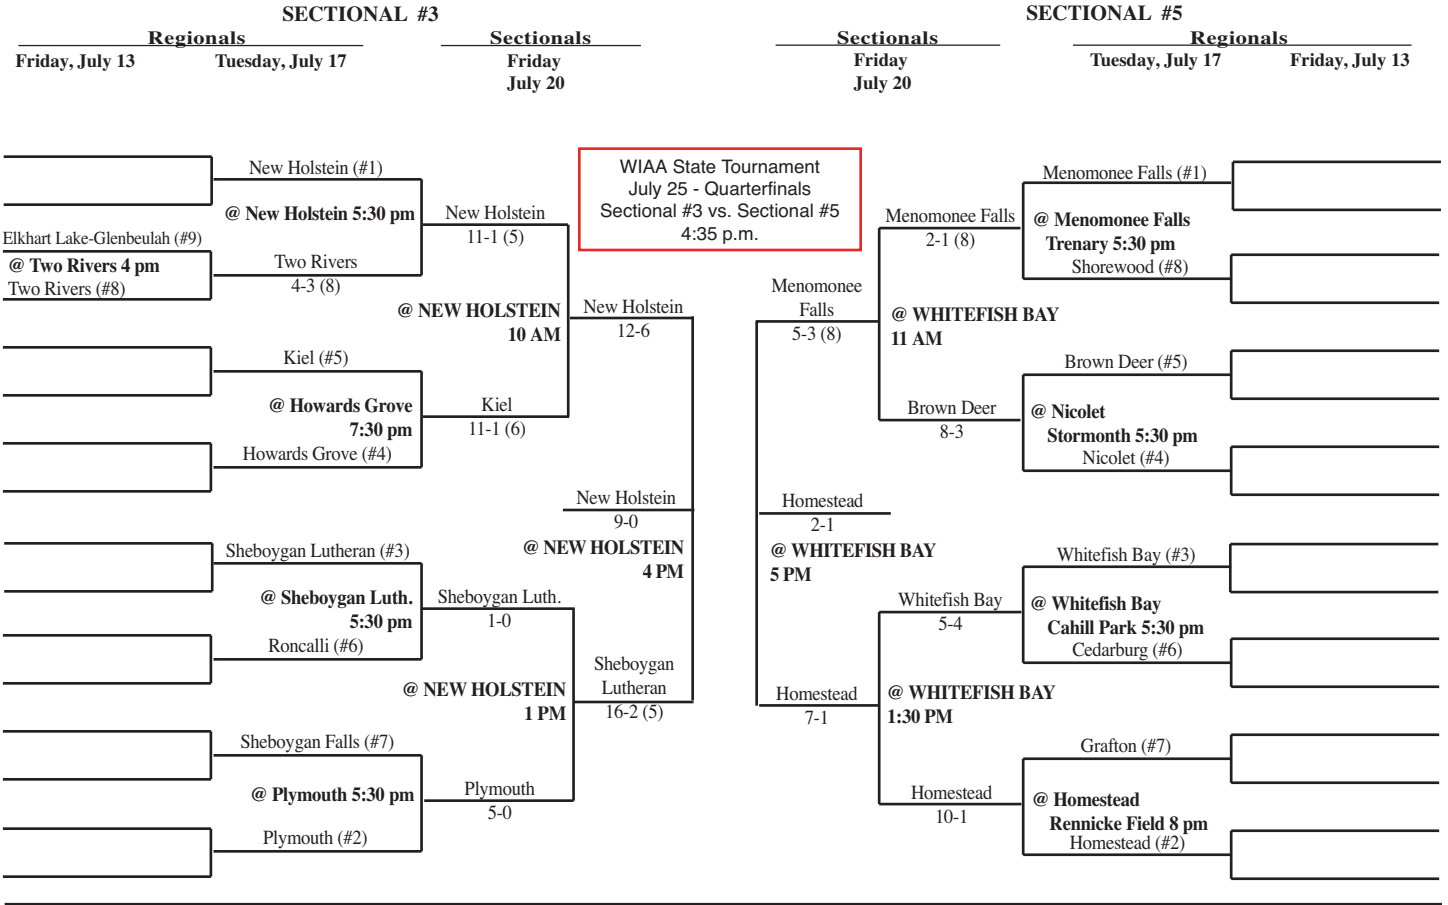 SECTIONAL #3
Regionals
Sectionals
Friday, July 13
Tuesday, July 17
Friday
July 20
New Holstein (#1)
@ New Holstein 5:30 pm
Elkhart Lake-Glenbeulah (#9)
@ Two Rivers 4 pm
Two Rivers (#8)
Two Rivers
4-3 (8)
New Holstein
11-1 (5)
@ NEW HOLSTEIN
10 AM
Kiel (#5)
@ Howards Grove
7:30 pm
Howards Grove (#4)
Kiel
11-1 (6)
New Holstein
12-6
New Holstein
9-0
@ NEW HOLSTEIN
4 PM
Sheboygan Lutheran (#3)
@ Sheboygan Luth.
5:30 pm
Roncalli (#6)
Sheboygan Luth.
1-0
@ NEW HOLSTEIN
1 PM
Sheboygan
Lutheran
16-2 (5)
Sheboygan Falls (#7)
@ Plymouth 5:30 pm
Plymouth (#2)
Plymouth
5-0
WIAA State Tournament
July 25 - Quarterfinals
Sectional #3 vs. Sectional #5
4:35 p.m.
SECTIONAL #5
Sectionals
Regionals
Friday
July 20
Tuesday, July 17
Friday, July 13
Menomonee Falls (#1)
@ Menomonee Falls
Trenary 5:30 pm
Shorewood (#8)
Menomonee Falls
2-1 (8)
Menomonee
Falls
5-3 (8)
@ WHITEFISH BAY
11 AM
Brown Deer (#5)
@ Nicolet
Stormonth 5:30 pm
Nicolet (#4)
Brown Deer
8-3
Homestead
2-1
@ WHITEFISH BAY
5 PM
Whitefish Bay (#3)
@ Whitefish Bay
Cahill Park 5:30 pm
Cedarburg (#6)
Whitefish Bay
5-4
Homestead
7-1
@ WHITEFISH BAY
1:30 PM
Grafton (#7)
@ Homestead
Rennicke Field 8 pm
Homestead (#2)
Homestead
10-1